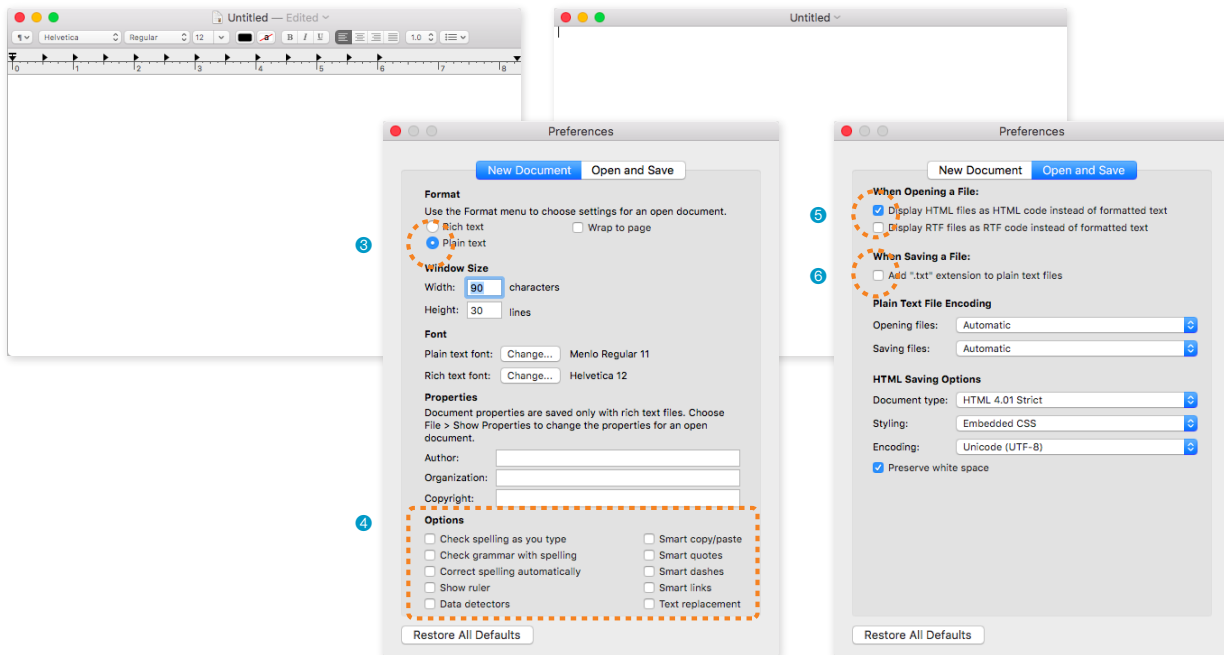 Untitled — Edited
Helvetica Regular 12 a B I U 1.0
0 1 2 3 4 5 6 7 8
Untitled
Preferences
New Document Open and Save
Format
Use the Format menu to choose settings for an open document.
Rich text Wrap to page
3 Plain text
Window Size
Width: 90 characters
Height: 30 lines
Font
Plain text font: Change... Menlo Regular 11
Rich text font: Change... Helvetica 12
Properties
Document properties are saved only with rich text files. Choose
File > Show Properties to change the properties for an open
document.
Author:
Organization:
Copyright:
4 Options
Check spelling as you type Smart copy/paste
Check grammar with spelling Smart quotes
Correct spelling automatically Smart dashes
Show ruler Smart links
Data detectors Text replacement
Restore All Defaults
Preferences
New Document Open and Save
When Opening a File:
5 Display HTML files as HTML code instead of formatted text
Display RTF files as RTF code instead of formatted text
When Saving a File:
6 Add ".txt" extension to plain text files
Plain Text File Encoding
Opening files: Automatic
Saving files: Automatic
HTML Saving Options
Document type: HTML 4.01 Strict
Styling: Embedded CSS
Encoding: Unicode (UTF-8)
Preserve white space
Restore All Defaults